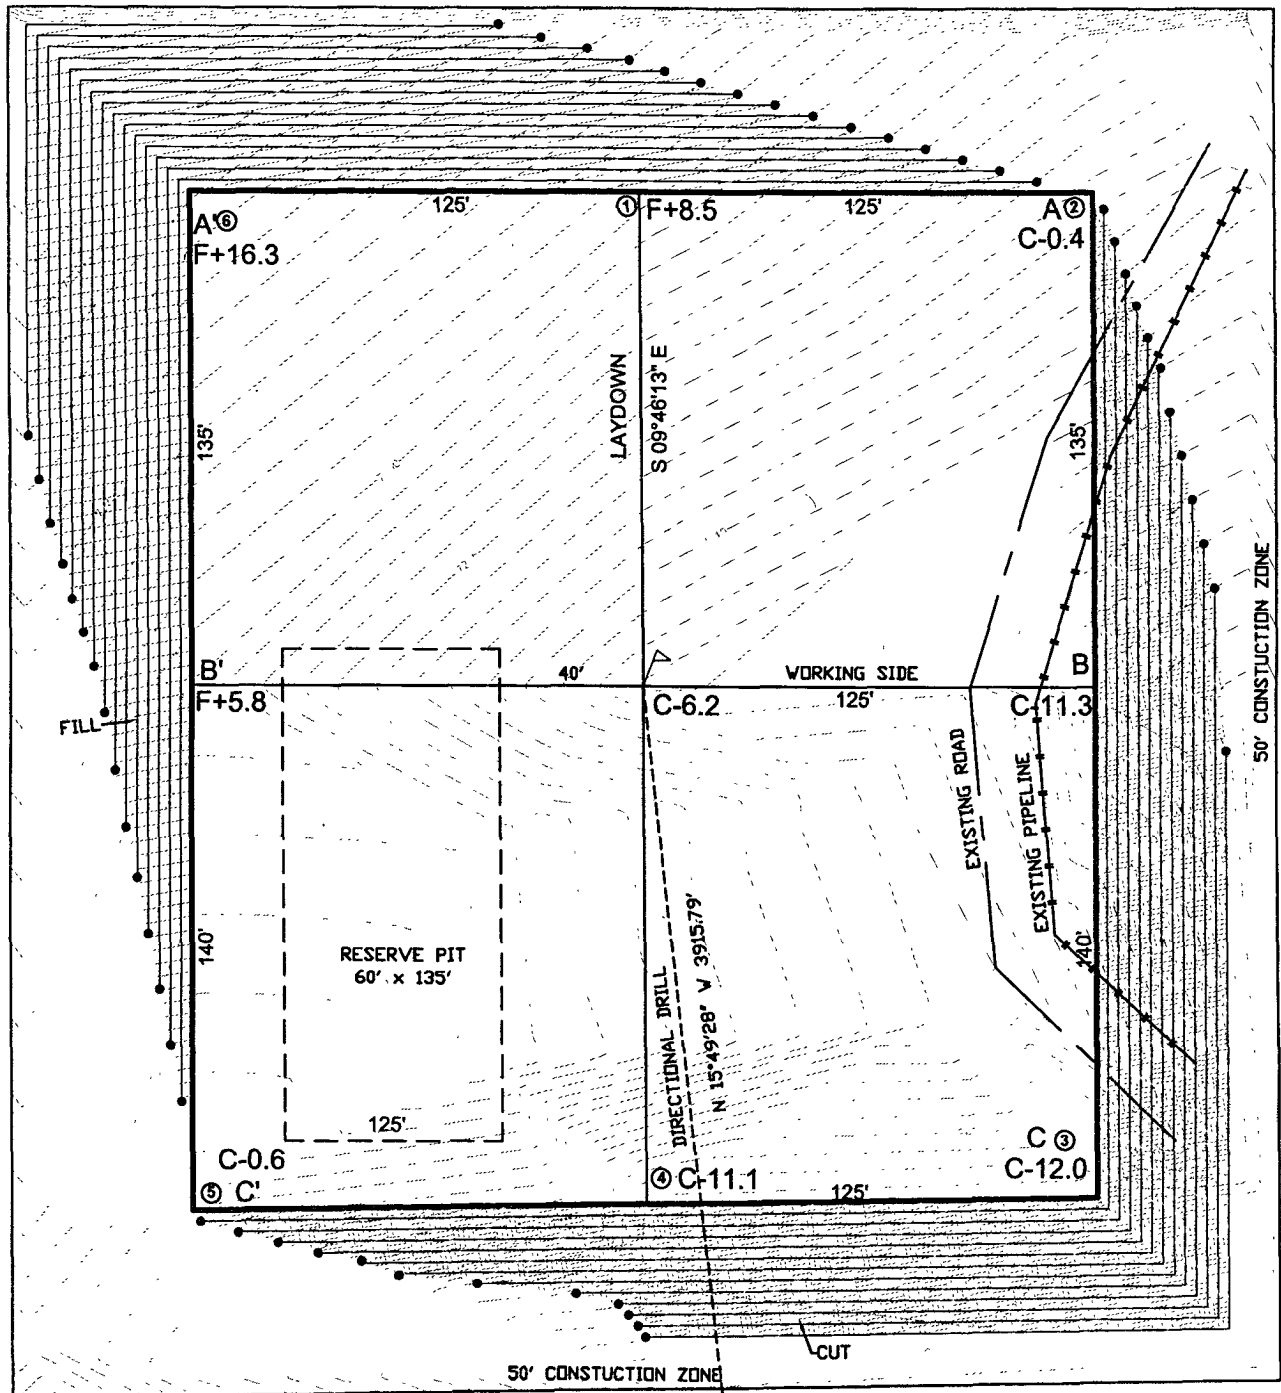 125'
① F+8.5
125'
A'⑥
F+16.3
A②
C-0.4
LAYDOWN
S 09°46'13" E
135'
135'
50' CONSTUCTION ZONE
B'
F+5.8
40'
WORKING SIDE
B
C-6.2
125'
C-11.3
FILL
EXISTING ROAD
EXISTING PIPELINE
140'
RESERVE PIT
60' x 135'
DIRECTIONAL DRILL
N 15°49'28" W 3915.79'
140'
125'
C-0.6
⑤ C'
④ C-11.1
C ③
C-12.0
125'
CUT
50' CONSTUCTION ZONE